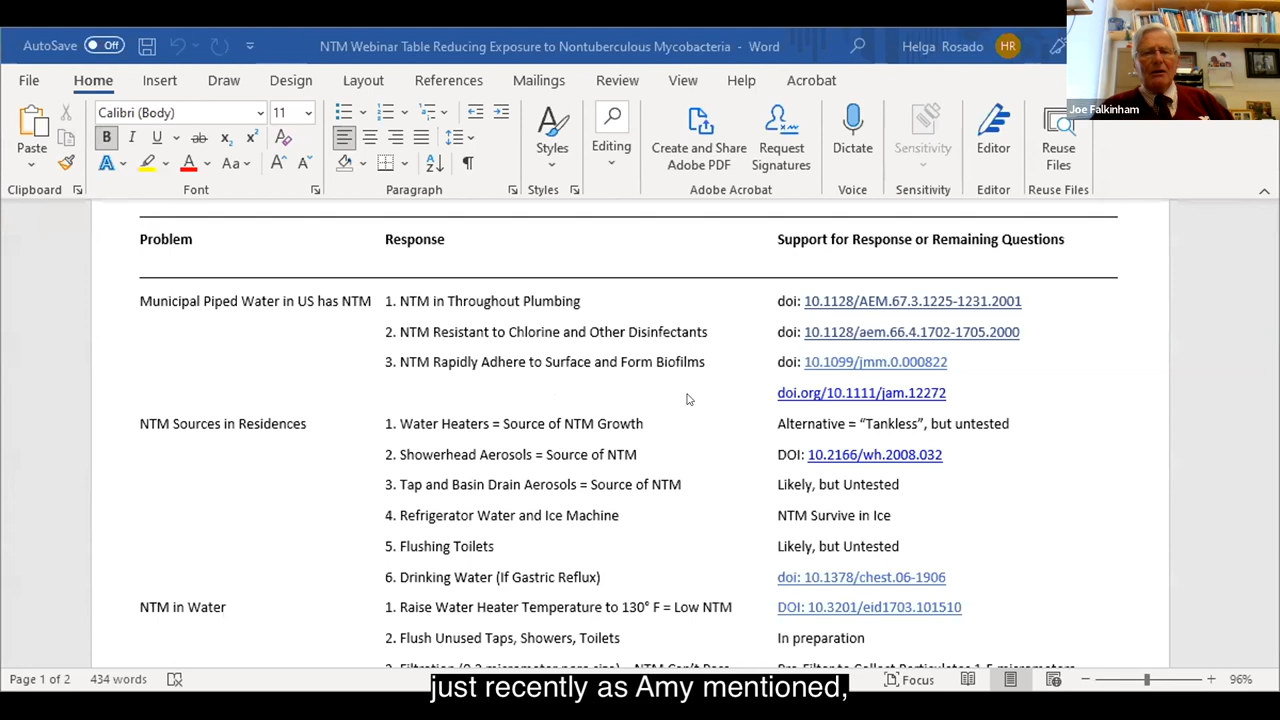 AutoSave Off NTM Webinar Table Reducing Exposure to Nontuberculous Mycobacteria - Word Helga Rosado HR
File Home Insert Draw Design Layout References Mailings Review View Help Acrobat
Joe Falkinham
Calibri (Body) 11
Paste Styles Editing Create and Share Adobe PDF Request Signatures Dictate Sensitivity Editor Reuse Files
Clipboard Font Paragraph Styles Adobe Acrobat Voice Sensitivity Editor Reuse Files
Problem Response Support for Response or Remaining Questions
Municipal Piped Water in US has NTM 1. NTM in Throughout Plumbing doi: 10.1128/AEM.67.3.1225-1231.2001
2. NTM Resistant to Chlorine and Other Disinfectants doi: 10.1128/aem.66.4.1702-1705.2000
3. NTM Rapidly Adhere to Surface and Form Biofilms doi: 10.1099/jmm.0.000822
doi.org/10.1111/jam.12272
NTM Sources in Residences 1. Water Heaters = Source of NTM Growth Alternative = “Tankless”, but untested
2. Showerhead Aerosols = Source of NTM DOI: 10.2166/wh.2008.032
3. Tap and Basin Drain Aerosols = Source of NTM Likely, but Untested
4. Refrigerator Water and Ice Machine NTM Survive in Ice
5. Flushing Toilets Likely, but Untested
6. Drinking Water (If Gastric Reflux) doi: 10.1378/chest.06-1906
NTM in Water 1. Raise Water Heater Temperature to 130° F = Low NTM DOI: 10.3201/eid1703.101510
2. Flush Unused Taps, Showers, Toilets In preparation
Page 1 of 2 434 words Focus 96%
just recently as Amy mentioned,